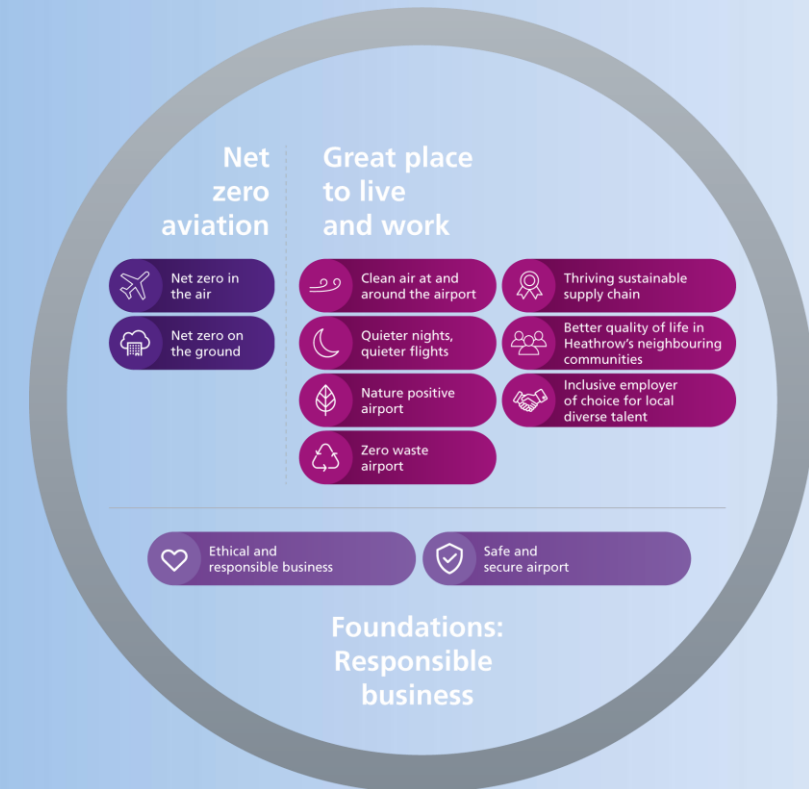 Net
zero
aviation
Net zero in
the air
Net zero on
the ground
Great place
to live
and work
Clean air at and
around the airport
Quieter nights,
quieter flights
Nature positive
airport
Zero waste
airport
Thriving sustainable
supply chain
Better quality of life in
Heathrow's neighbouring
communities
Inclusive employer
of choice for local
diverse talent
Ethical and
responsible business
Safe and
secure airport
Foundations:
Responsible
business